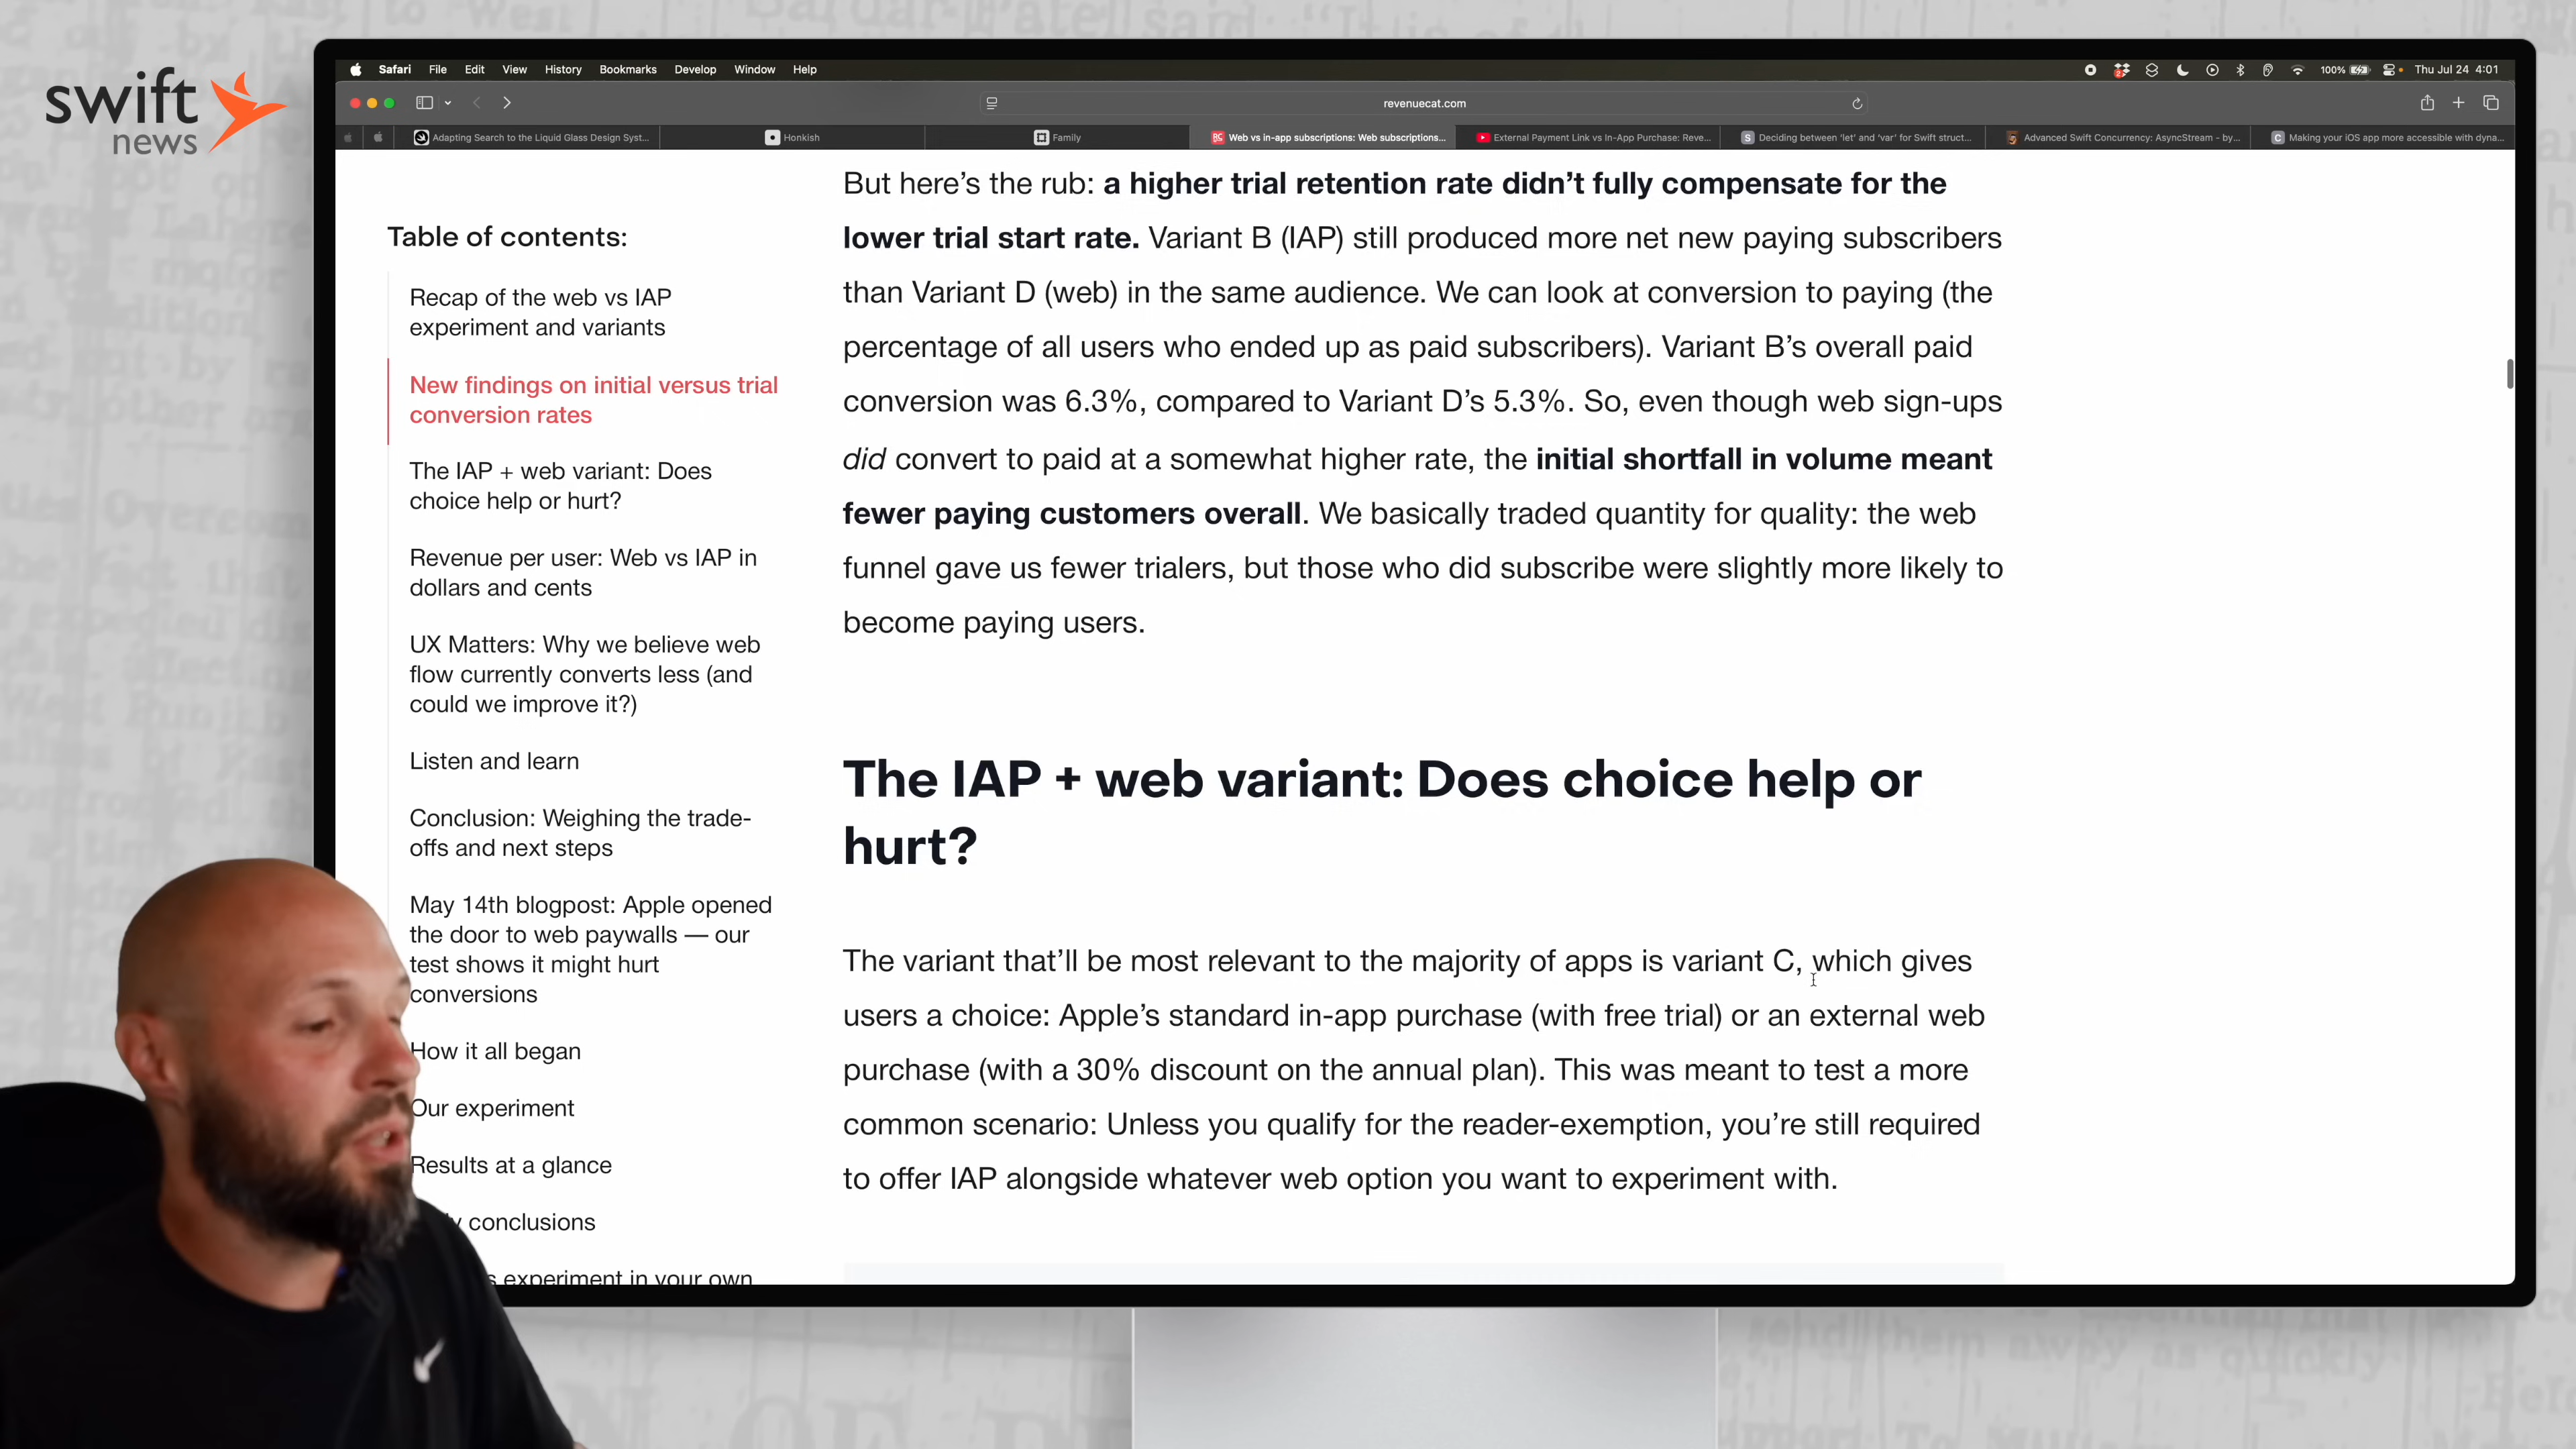 swift
news
Safari File Edit View History Bookmarks Develop Window Help
100% Thu Jul 24 4:01
revenuecat.com
Adapting Search to the Liquid Glass Design Syst...
Honkish
Family
Web vs in-app subscriptions: Web subscriptions...
External Payment Link vs In-App Purchase: Reve...
Deciding between 'let' and 'var' for Swift struct...
Advanced Swift Concurrency: AsyncStream - by...
Making your iOS app more accessible with dyna...
Table of contents:
Recap of the web vs IAP
experiment and variants
New findings on initial versus trial
conversion rates
The IAP + web variant: Does
choice help or hurt?
Revenue per user: Web vs IAP in
dollars and cents
UX Matters: Why we believe web
flow currently converts less (and
could we improve it?)
Listen and learn
Conclusion: Weighing the trade-
offs and next steps
May 14th blogpost: Apple opened
the door to web paywalls — our
test shows it might hurt
conversions
How it all began
Our experiment
Results at a glance
conclusions
experiment in your own
But here's the rub: a higher trial retention rate didn't fully compensate for the
lower trial start rate. Variant B (IAP) still produced more net new paying subscribers
than Variant D (web) in the same audience. We can look at conversion to paying (the
percentage of all users who ended up as paid subscribers). Variant B's overall paid
conversion was 6.3%, compared to Variant D's 5.3%. So, even though web sign-ups
did convert to paid at a somewhat higher rate, the initial shortfall in volume meant
fewer paying customers overall. We basically traded quantity for quality: the web
funnel gave us fewer trialers, but those who did subscribe were slightly more likely to
become paying users.
The IAP + web variant: Does choice help or
hurt?
The variant that'll be most relevant to the majority of apps is variant C, which gives
users a choice: Apple's standard in-app purchase (with free trial) or an external web
purchase (with a 30% discount on the annual plan). This was meant to test a more
common scenario: Unless you qualify for the reader-exemption, you're still required
to offer IAP alongside whatever web option you want to experiment with.